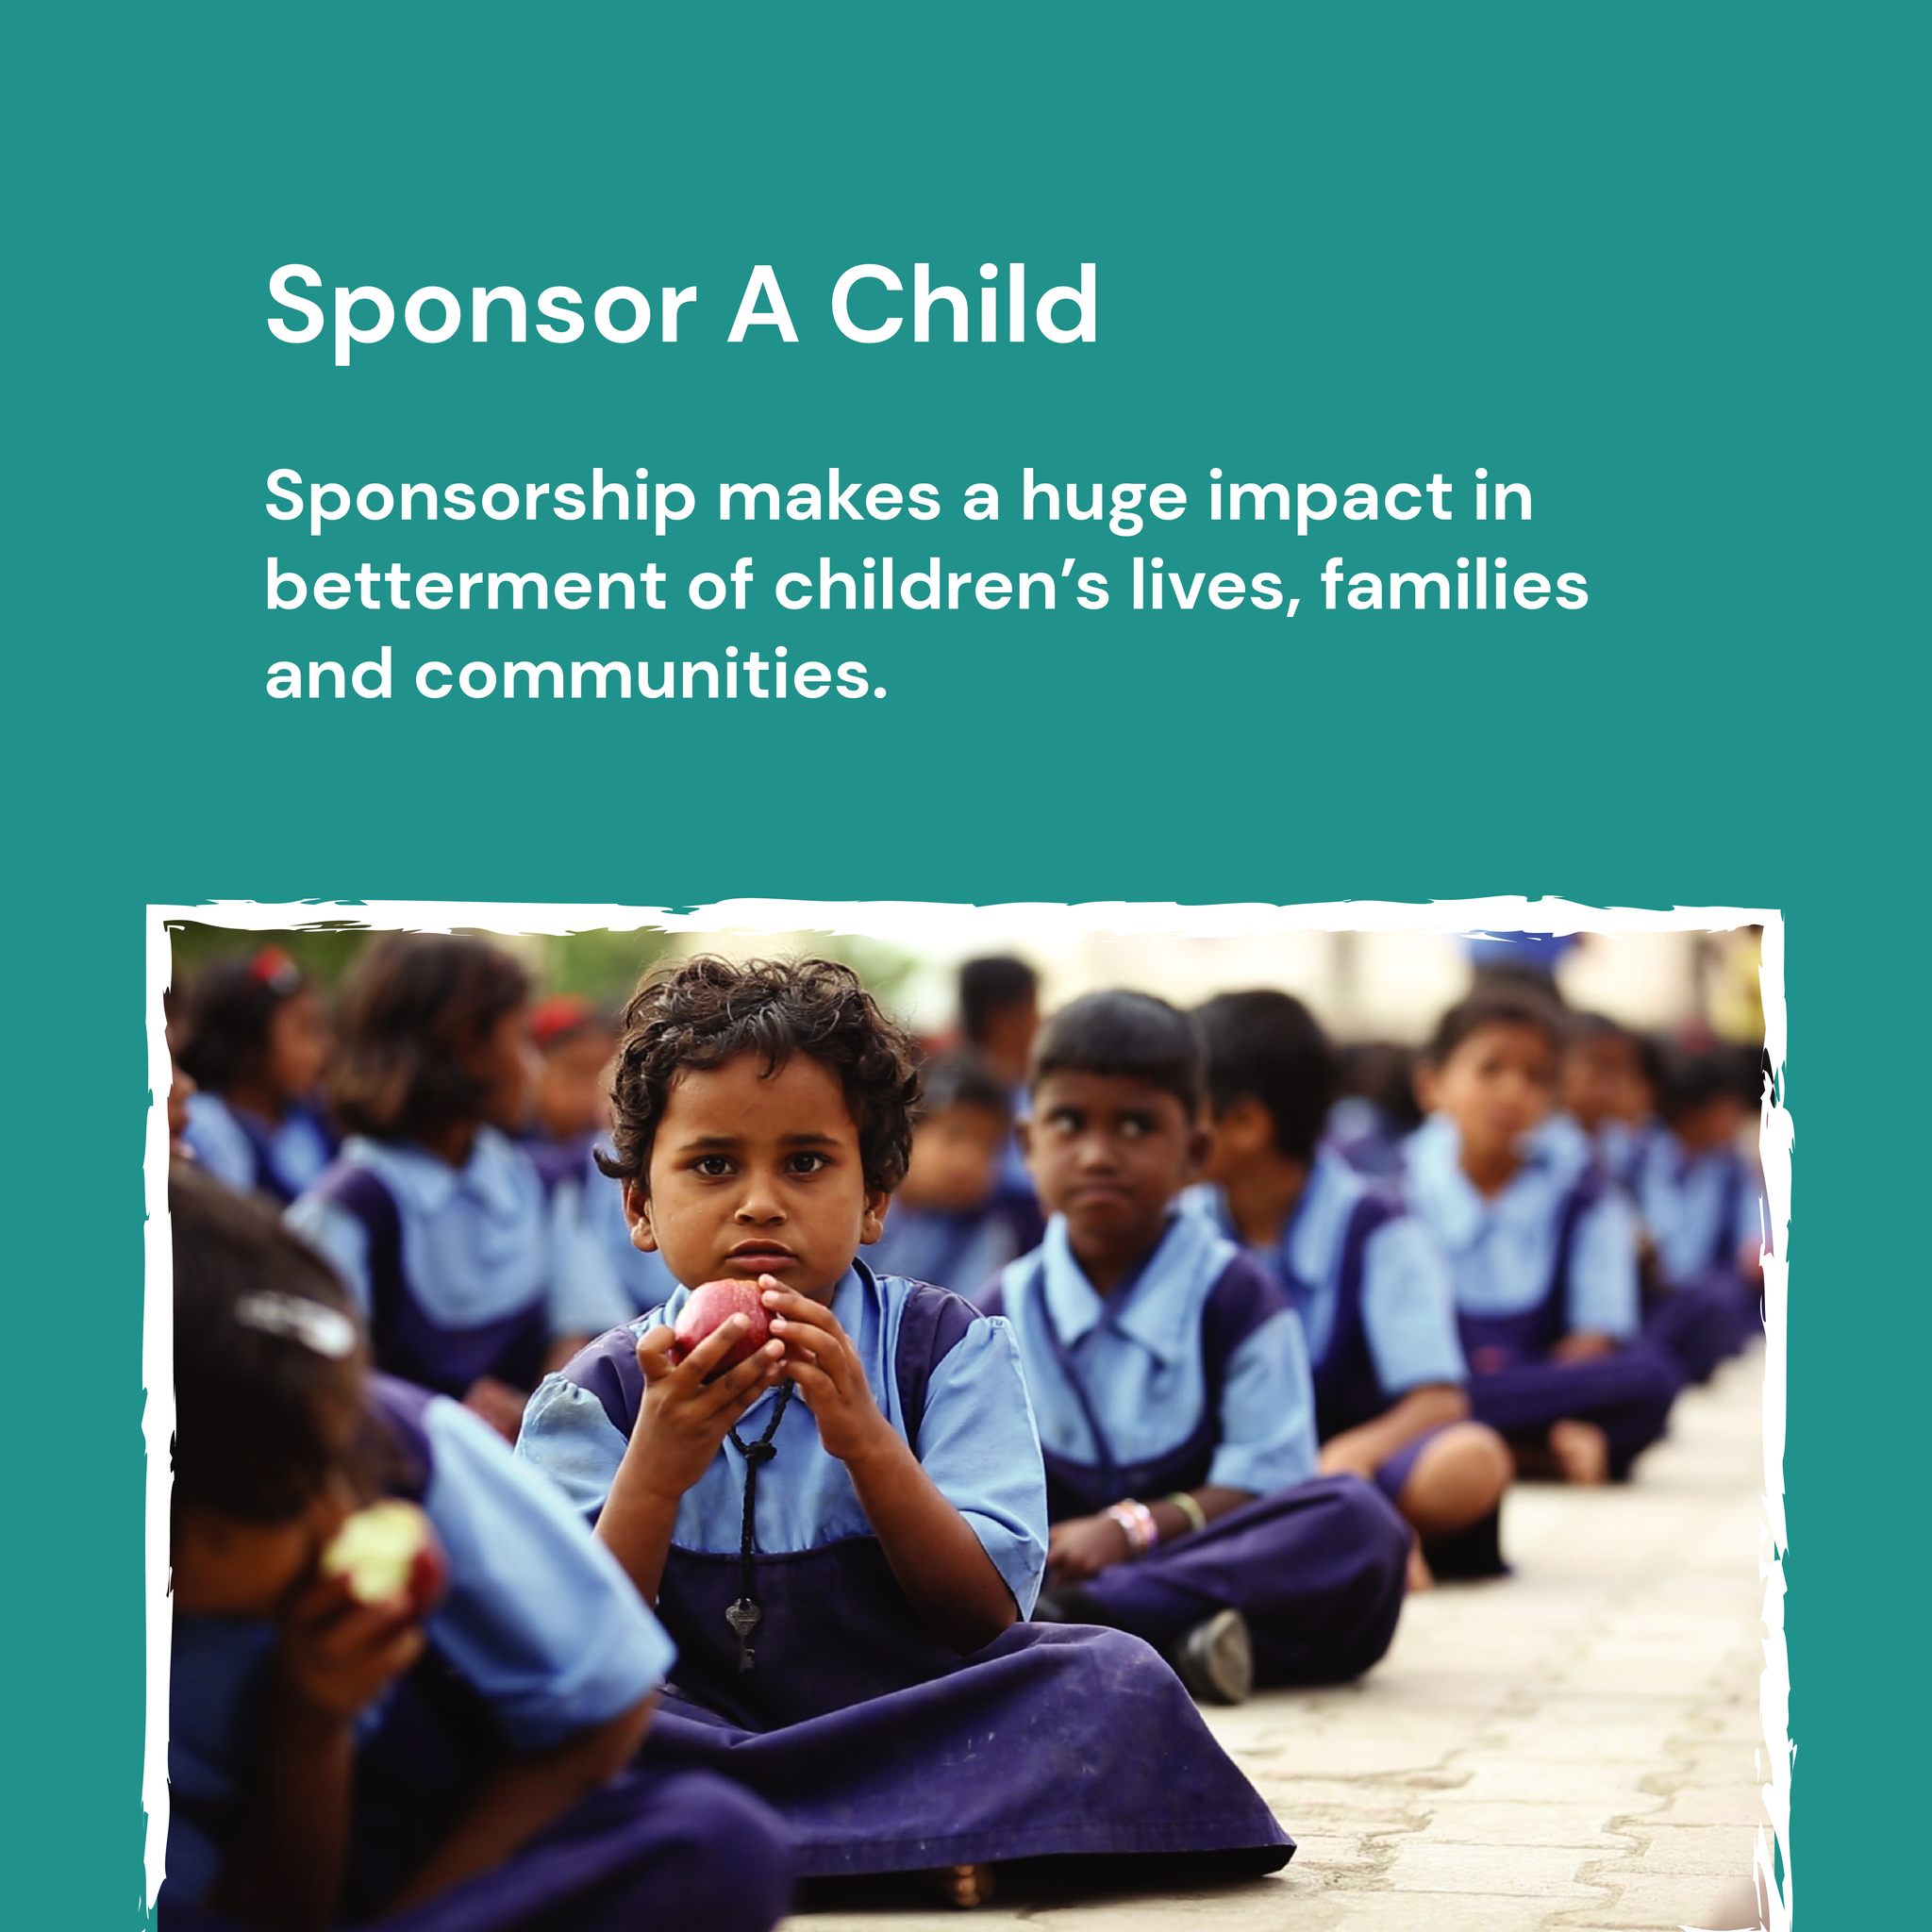 Sponsor A Child
Sponsorship makes a huge impact in
betterment of children’s lives, families
and communities.